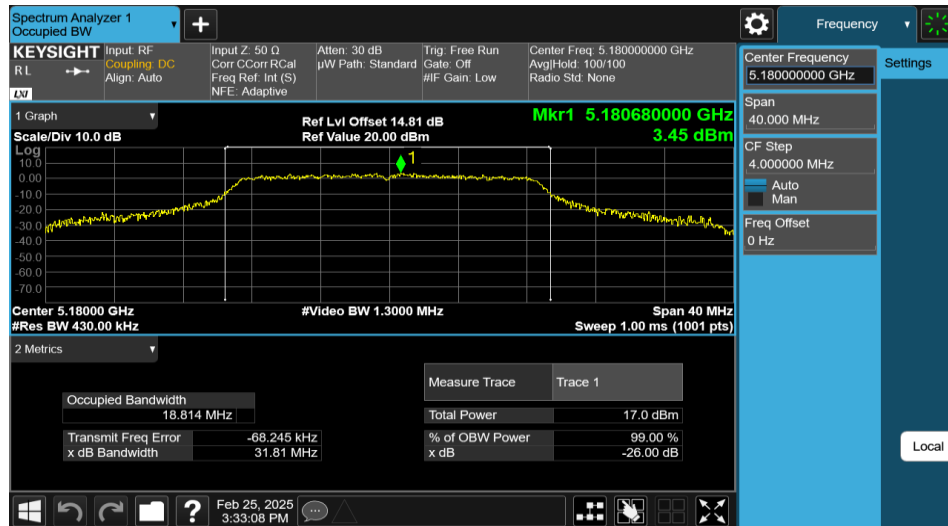 Spectrum Analyzer 1
Occupied BW
Frequency
KEYSIGHT
R L
LXI
Input: RF
Coupling: DC
Align: Auto
Input Z: 50 Ω
Corr CCorr RCal
Freq Ref: Int (S)
NFE: Adaptive
Atten: 30 dB
µW Path: Standard
Trig: Free Run
Gate: Off
#IF Gain: Low
Center Freq: 5.180000000 GHz
Avg|Hold: 100/100
Radio Std: None
Center Frequency
5.180000000 GHz
Settings
Span
40.000 MHz
CF Step
4.000000 MHz
Auto
Man
Freq Offset
0 Hz
Local
1 Graph
Scale/Div 10.0 dB
Ref Lvl Offset 14.81 dB
Ref Value 20.00 dBm
Mkr1 5.180680000 GHz
3.45 dBm
Log
10.0
0.00
-10.0
-20.0
-30.0
-40.0
-50.0
-60.0
-70.0
1
Center 5.18000 GHz
#Res BW 430.00 kHz
#Video BW 1.3000 MHz
Span 40 MHz
Sweep 1.00 ms (1001 pts)
2 Metrics
Measure Trace Trace 1
Occupied Bandwidth
18.814 MHz
Total Power 17.0 dBm
Transmit Freq Error -68.245 kHz
% of OBW Power 99.00 %
x dB Bandwidth 31.81 MHz
x dB -26.00 dB
?
Feb 25, 2025
3:33:08 PM